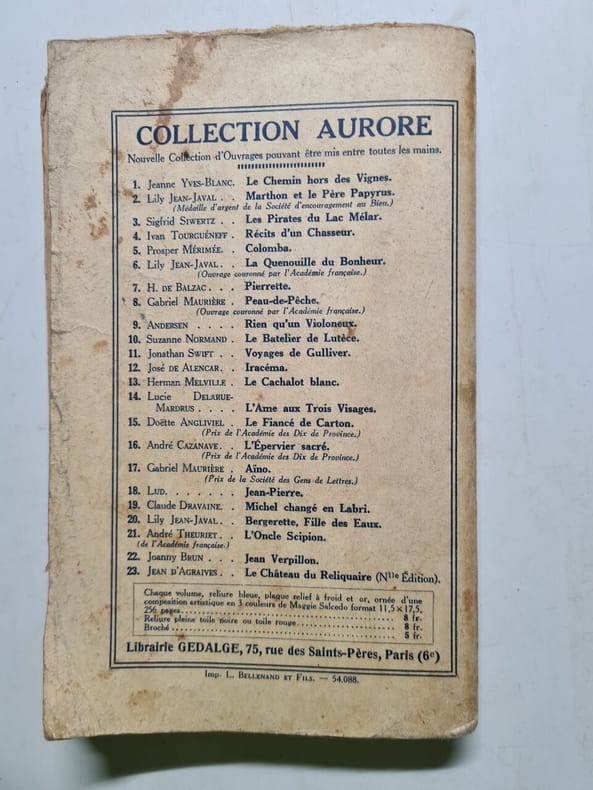 COLLECTION AURORE
Nouvelle Collection d'Ouvrages pouvant être mis entre toutes les mains.
1. Jeanne YVES-BLANC. Le Chemin hors des Vignes.
2. Lily JEAN-JAVAL . . Marthon et le Père Papyrus.
(Médaille d'argent de la Société d'encouragement au Bien.)
3. Sigfrid SIWERTZ . . Les Pirates du Lac Mélar.
4. Ivan TOURGUÉNEFF . Récits d'un Chasseur.
5. Prosper MÉRIMÉE. . Colomba.
6. Lily JEAN-JAVAL. . La Quenouille du Bonheur.
(Ouvrage couronné par l'Académie française.)
7. H. DE BALZAC . . . Pierrette.
8. Gabriel MAURIÈRE . Peau-de-Pêche.
(Ouvrage couronné par l'Académie française.)
9. ANDERSEN . . . . Rien qu'un Violoneux.
10. Suzanne NORMAND . Le Batelier de Lutèce.
11. Jonathan SWIFT . . Voyages de Gulliver.
12. José DE ALENCAR. . Iracéma.
13. Herman MELVILLE . Le Cachalot blanc.
14. Lucie DELARUE-
MARDRUS . . . . L'Ame aux Trois Visages.
15. Doëtte ANGLIVIEL . Le Fiancé de Carton.
(Prix de l'Académie des Dix de Province.)
16. André CAZANAVE. . L'Épervier sacré.
(Prix de l'Académie des Dix de Province.)
17. Gabriel MAURIÈRE . Aïno.
(Prix de la Société des Gens de Lettres.)
18. LUD. . . . . . . Jean-Pierre.
19. Claude DRAVAINE. . Michel changé en Labri.
20. Lily JEAN-JAVAL. . Bergerette, Fille des Eaux.
21. André THEURIET . . L'Oncle Scipion.
(de l'Académie française.)
22. Joanny BRUN . . . Jean Verpillon.
23. JEAN D'AGRAIVES. . Le Château du Reliquaire (Nlle Édition).
Chaque volume, reliure bleue, plaque relief à froid et or, ornée d'une
composition artistique en 3 couleurs de Maggie Salcedo format 11,5 × 17,5,
256 pages. . . . . . . . . . . . . . . . 8 fr.
Reliure pleine toile noire ou toile rouge. . . . . . . . . . . . . . . . 8 fr.
Broché . . . . . . . . . . . . . . . . 5 fr.
Librairie GEDALGE, 75, rue des Saints-Pères, Paris (6e)
Imp. L. BELLENAND ET FILS. — 54.088.